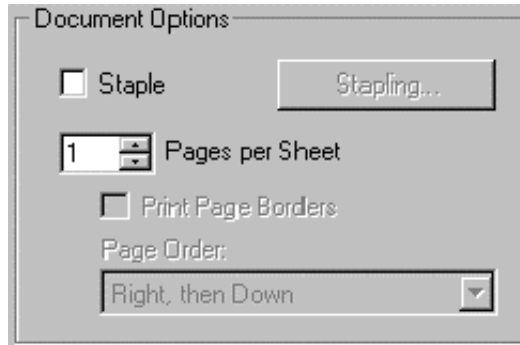 Document Options
Staple Stapling...
1 Pages per Sheet
Print Page Borders
Page Order:
Right, then Down